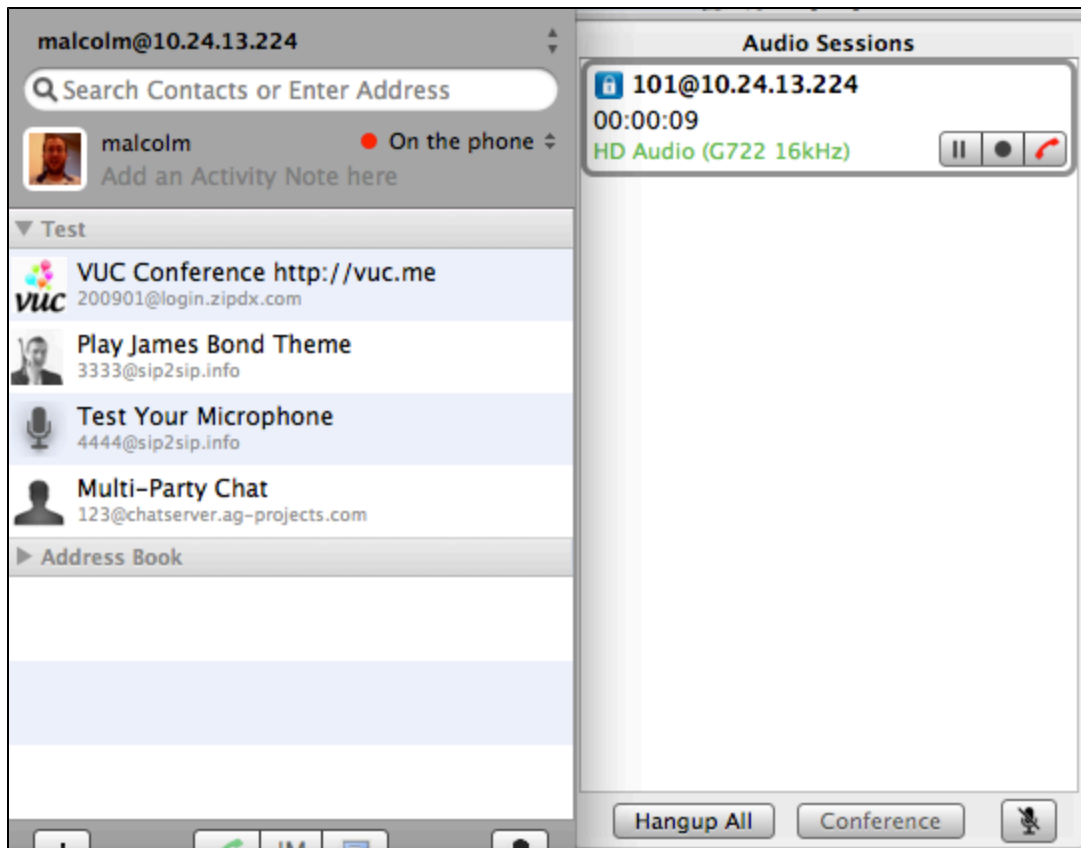 malcolm@10.24.13.224
Search Contacts or Enter Address
malcolm
On the phone
Add an Activity Note here
Test
VUC Conference http://vuc.me
vuc
200901@login.zipdx.com
Play James Bond Theme
3333@sip2sip.info
Test Your Microphone
4444@sip2sip.info
Multi-Party Chat
123@chatserver.ag-projects.com
Address Book
IM
Audio Sessions
101@10.24.13.224
00:00:09
HD Audio (G722 16kHz)
Hangup All
Conference